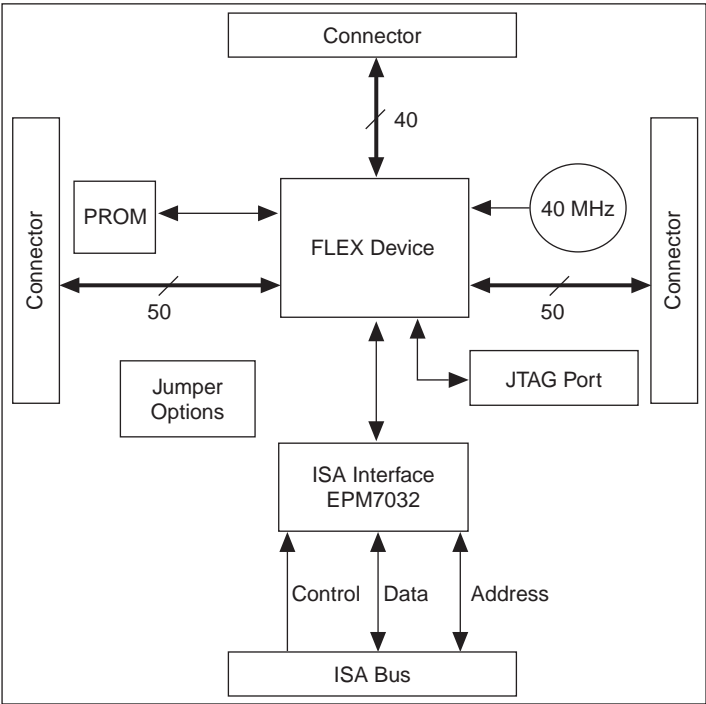 Connector
40
Connector
PROM
FLEX Device
40 MHz
Connector
50
50
Jumper
Options
JTAG Port
ISA Interface
EPM7032
Control
Data
Address
ISA Bus